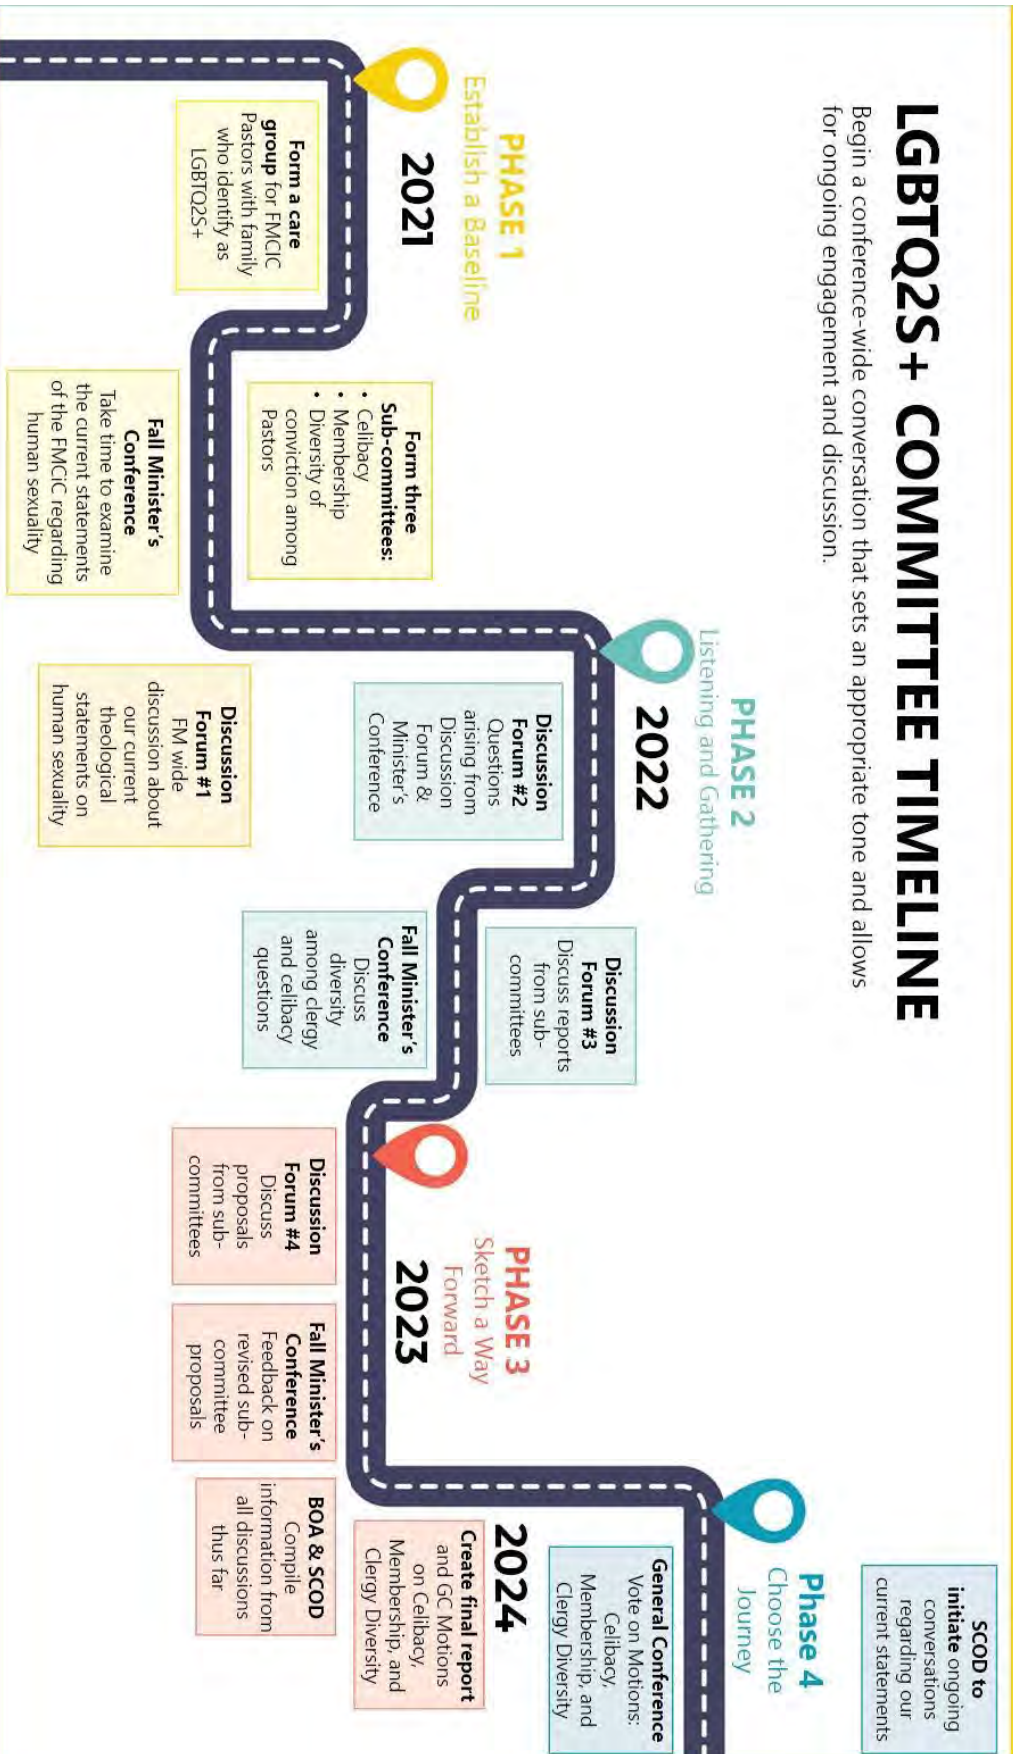 LGBTQ2S+ COMMITTEE TIMELINE
Begin a conference-wide conversation that sets an appropriate tone and allows
for ongoing engagement and discussion.
PHASE 1
Establish a Baseline
2021
Form a care
group for FMCIC
Pastors with family
who identify as
LGBTQ2S+
Form three
Sub-committees:
• Celibacy
• Membership
• Diversity of
conviction among
Pastors
Fall Minister's
Conference
Take time to examine
the current statements
of the FMCiC regarding
human sexuality
Discussion
Forum #1
FM wide
discussion about
our current
theological
statements on
human sexuality
PHASE 2
Listening and Gathering
2022
Discussion
Forum #2
Questions
arising from
Discussion
Forum &
Minister's
Conference
Discussion
Forum #3
Discuss reports
from sub-
committees
Fall Minister's
Conference
Discuss
diversity
among clergy
and celibacy
questions
PHASE 3
Sketch a Way
Forward
2023
Discussion
Forum #4
Discuss
proposals
from sub-
committees
Fall Minister's
Conference
Feedback on
revised sub-
committee
proposals
BOA & SCOD
Compile
information from
all discussions
thus far
2024
Create final report
and GC Motions
on Celibacy,
Membership, and
Clergy Diversity
Phase 4
Choose the
Journey
General Conference
Vote on Motions:
Celibacy,
Membership, and
Clergy Diversity
SCOD to
initiate ongoing
conversations
regarding our
current statements